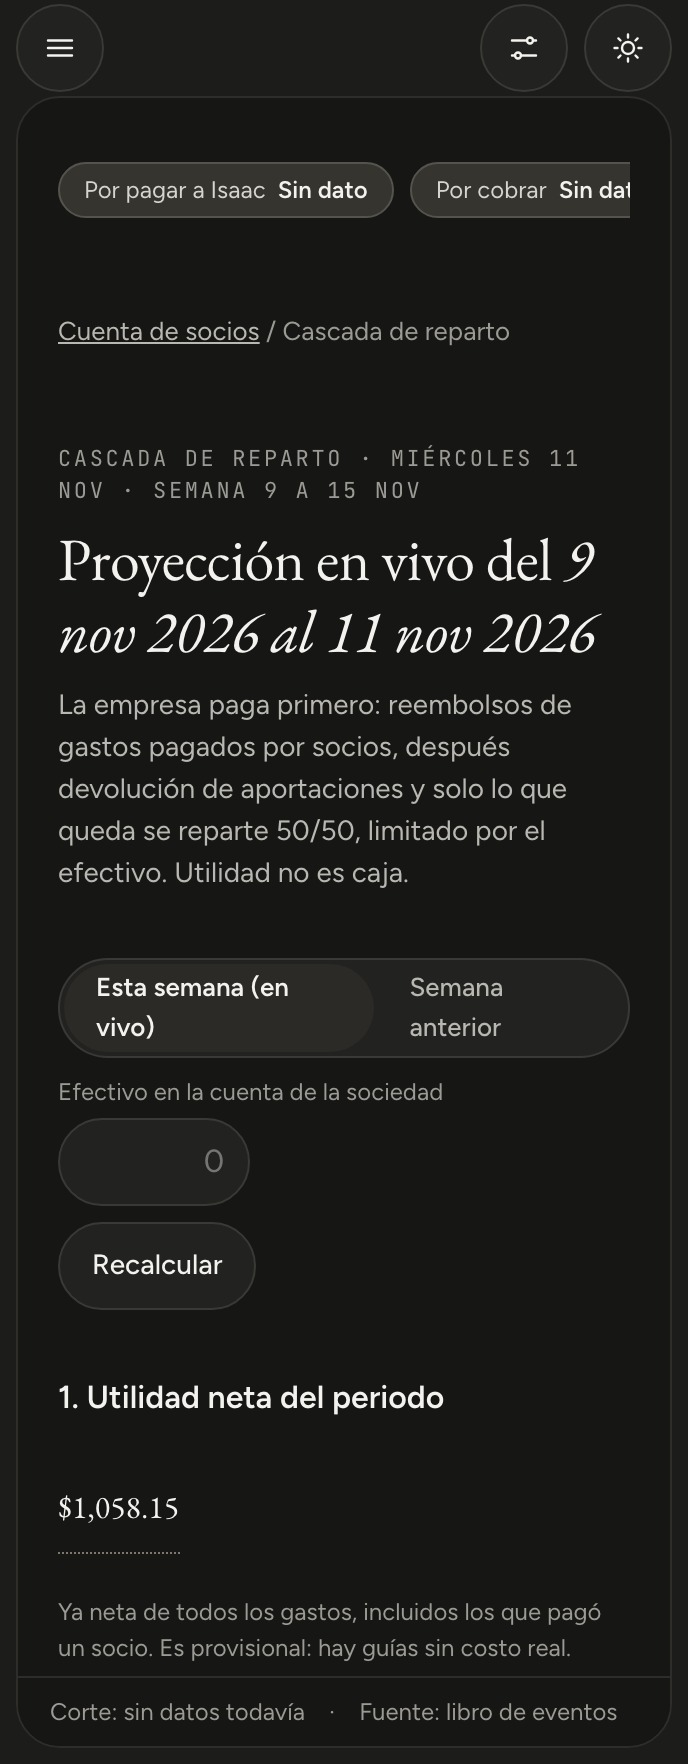 Por pagar a Isaac Sin dato
Por cobrar Sin dat
Cuenta de socios / Cascada de reparto
CASCADA DE REPARTO · MIÉRCOLES 11
NOV · SEMANA 9 A 15 NOV
Proyección en vivo del 9
nov 2026 al 11 nov 2026
La empresa paga primero: reembolsos de
gastos pagados por socios, después
devolución de aportaciones y solo lo que
queda se reparte 50/50, limitado por el
efectivo. Utilidad no es caja.
Esta semana (en
vivo)
Semana
anterior
Efectivo en la cuenta de la sociedad
0
Recalcular
1. Utilidad neta del periodo
$1,058.15
Ya neta de todos los gastos, incluidos los que pagó
un socio. Es provisional: hay guías sin costo real.
Corte: sin datos todavía · Fuente: libro de eventos